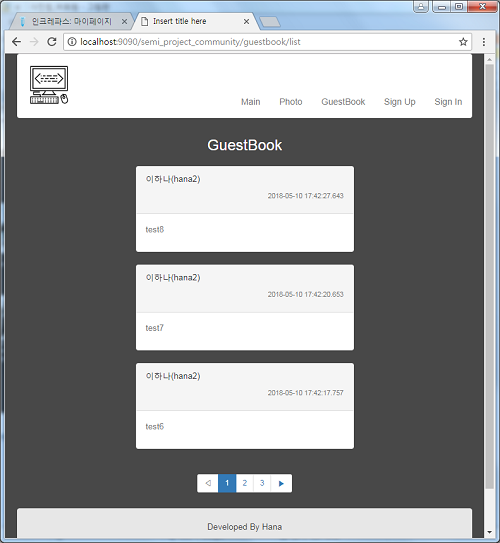 인크레파스: 마이페이지
Insert title here
localhost:9090/semi_project_community/guestbook/list
Main Photo GuestBook Sign Up Sign In
GuestBook
이하나(hana2)
2018-05-10 17:42:27.643
test8
이하나(hana2)
2018-05-10 17:42:20.653
test7
이하나(hana2)
2018-05-10 17:42:17.757
test6
◁ 1 2 3 ▶
Developed By Hana